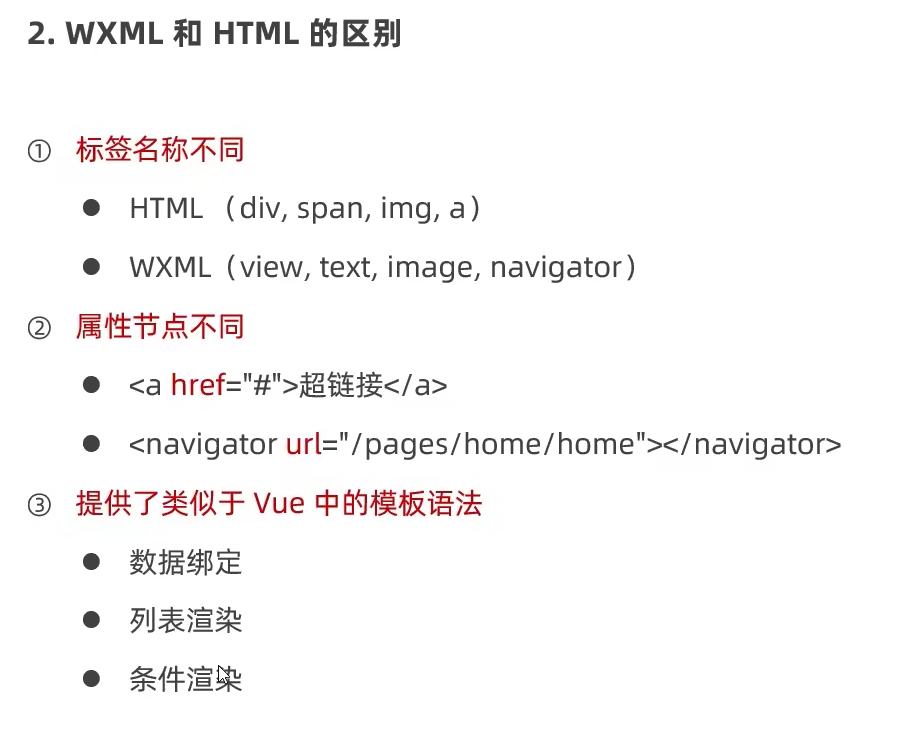 2. WXML 和 HTML 的区别
① 标签名称不同
● HTML （div, span, img, a）
● WXML（view, text, image, navigator）
② 属性节点不同
● <a href="#">超链接</a>
● <navigator url="/pages/home/home"></navigator>
③ 提供了类似于 Vue 中的模板语法
● 数据绑定
● 列表渲染
● 条件渲染